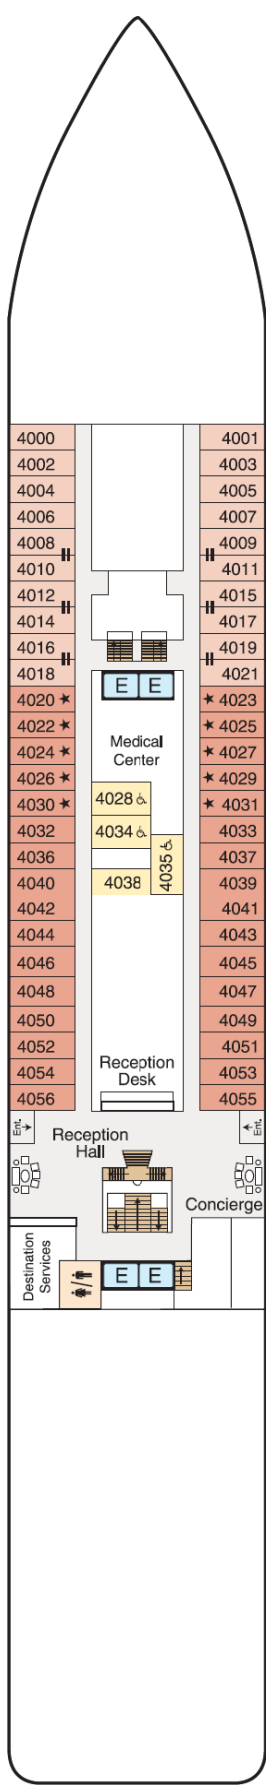 4000 4001
4002 4003
4004 4005
4006 4007
4008 4009
4010 4011
4012 4015
4014 4017
4016 4019
4018 4021
E E
4020 ★ ★ 4023
4022 ★ ★ 4025
Medical
Center
4024 ★ ★ 4027
4026 ★ ★ 4029
4028
4030 ★ ★ 4031
4032 4034 4033
4035
4036 4037
4040 4038 4039
4042 4041
4044 4043
4046 4045
4048 4047
4050 4049
4052 4051
Reception
Desk
4054 4053
4056 4055
Ent. Ent.
Reception
Hall
Concierge
Destination
Services
E E